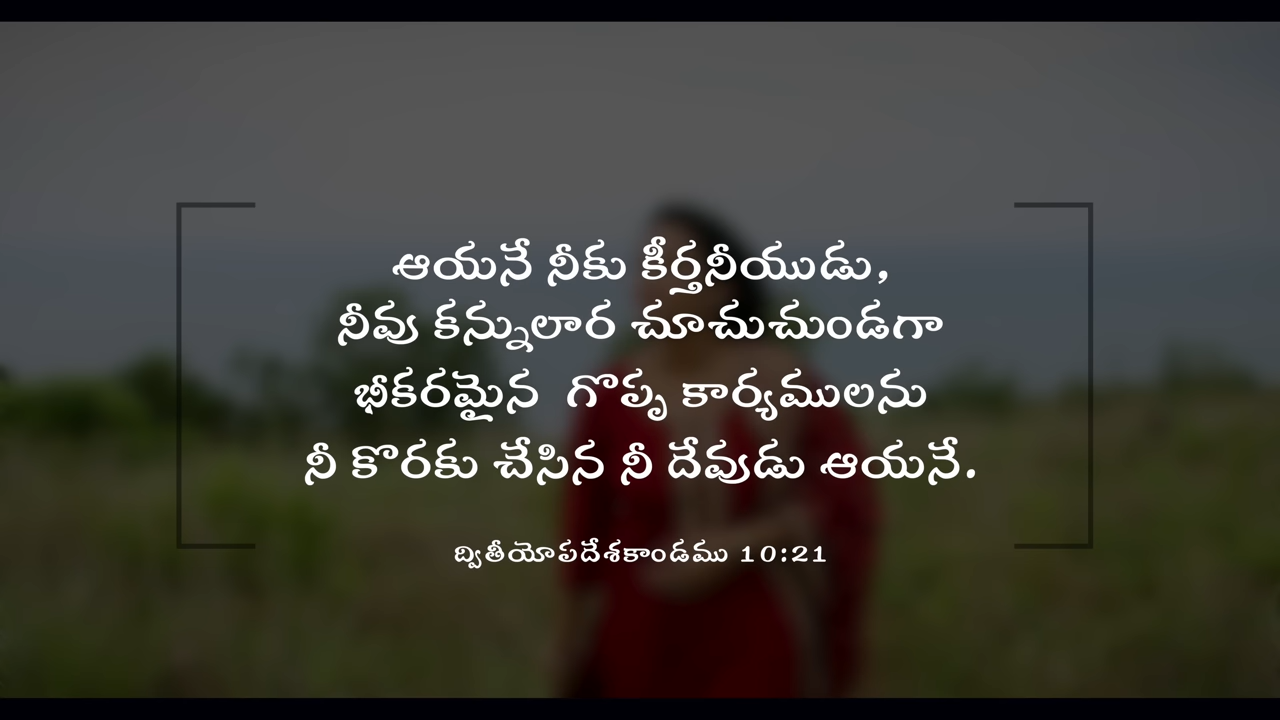 ఆయనే నీకు కీర్తనీయుడు,
నీవు కన్నులార చూచుచుండగా
భీకరమైన గొప్ప కార్యములను
నీ కొరకు చేసిన నీ దేవుడు ఆయనే.
ద్వితీయోపదేశకాండము 10:21